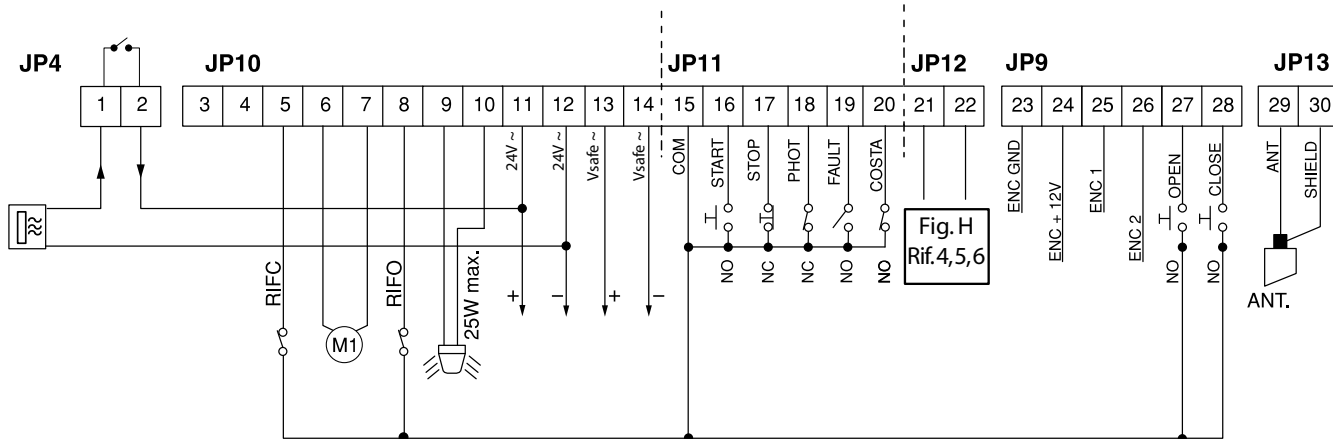 JP4
JP10
JP11
JP12
JP9
JP13
1 2
3 4 5 6 7 8 9 10 11 12 13 14 15 16 17 18 19 20 21 22
23 24 25 26 27 28
29 30
24V ~
24V ~
Vsafe ~
Vsafe ~
COM
START
STOP
PHOT
FAULT
COSTA
ENC GND
ENC + 12V
ENC 1
ENC 2
OPEN
CLOSE
ANT
SHIELD
Fig. H
Rif.4,5,6
RIFC
M1
RIFO
25W max.
+
–
+
–
NO
NC
NC
NO
NO
NO
NO
ANT.